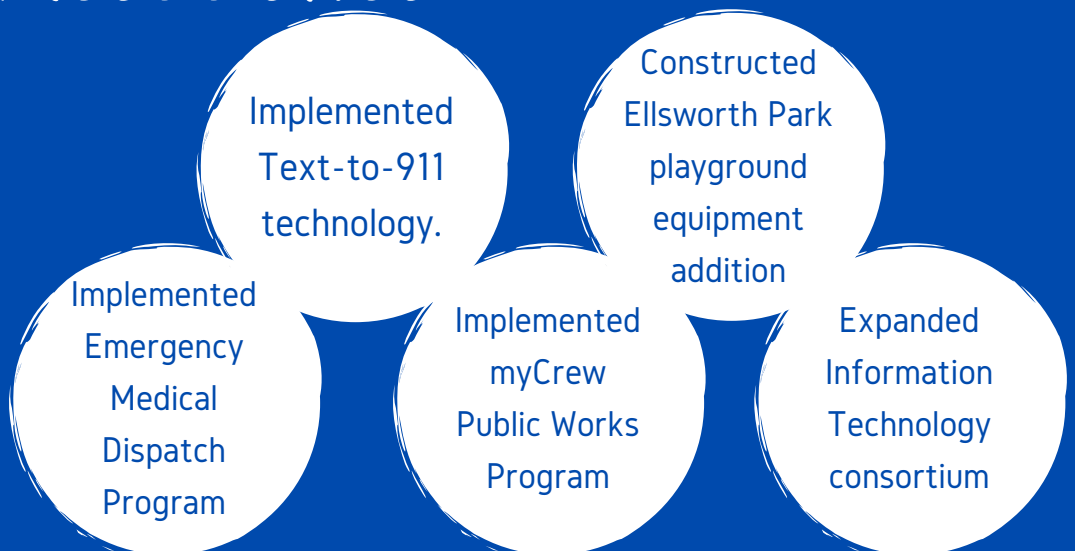 Implemented
Text-to-911
technology.
Constructed
Ellsworth Park
playground
equipment
addition
Implemented
Emergency
Medical
Dispatch
Program
Implemented
myCrew
Public Works
Program
Expanded
Information
Technology
consortium